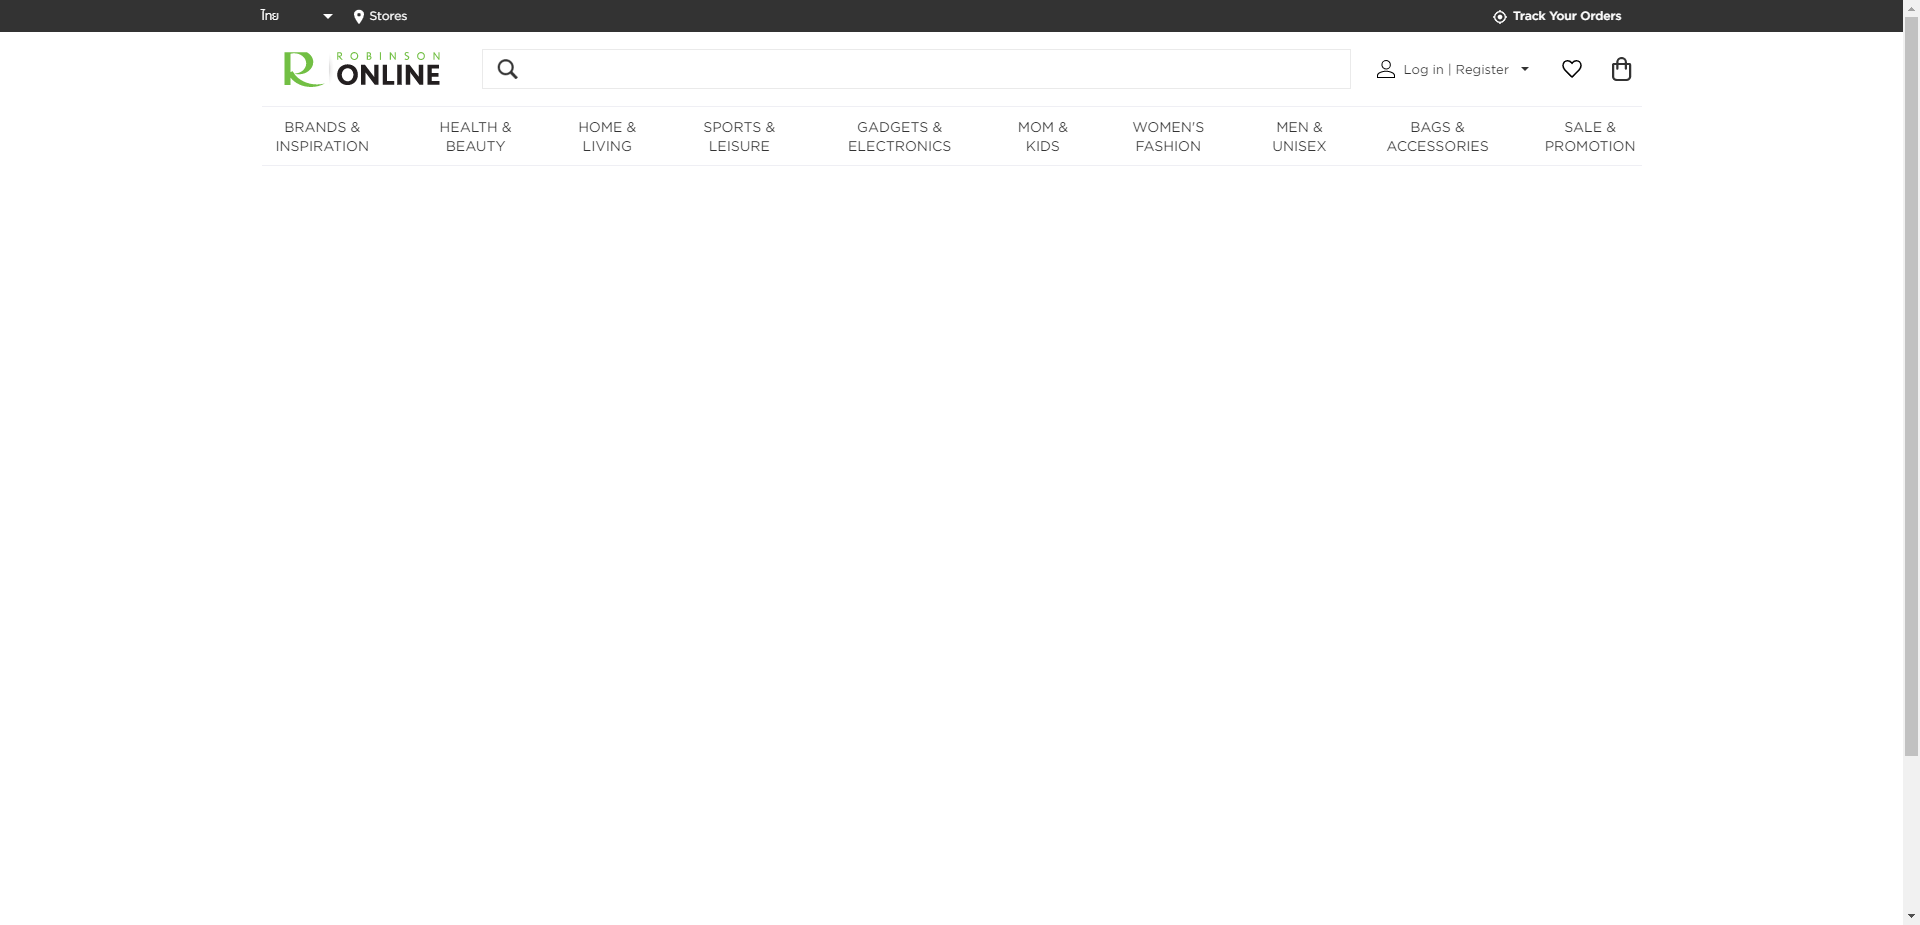 ไทย
Stores
Track Your Orders
ROBINSON
ONLINE
Log in | Register
BRANDS &
INSPIRATION
HEALTH &
BEAUTY
HOME &
LIVING
SPORTS &
LEISURE
GADGETS &
ELECTRONICS
MOM &
KIDS
WOMEN'S
FASHION
MEN &
UNISEX
BAGS &
ACCESSORIES
SALE &
PROMOTION